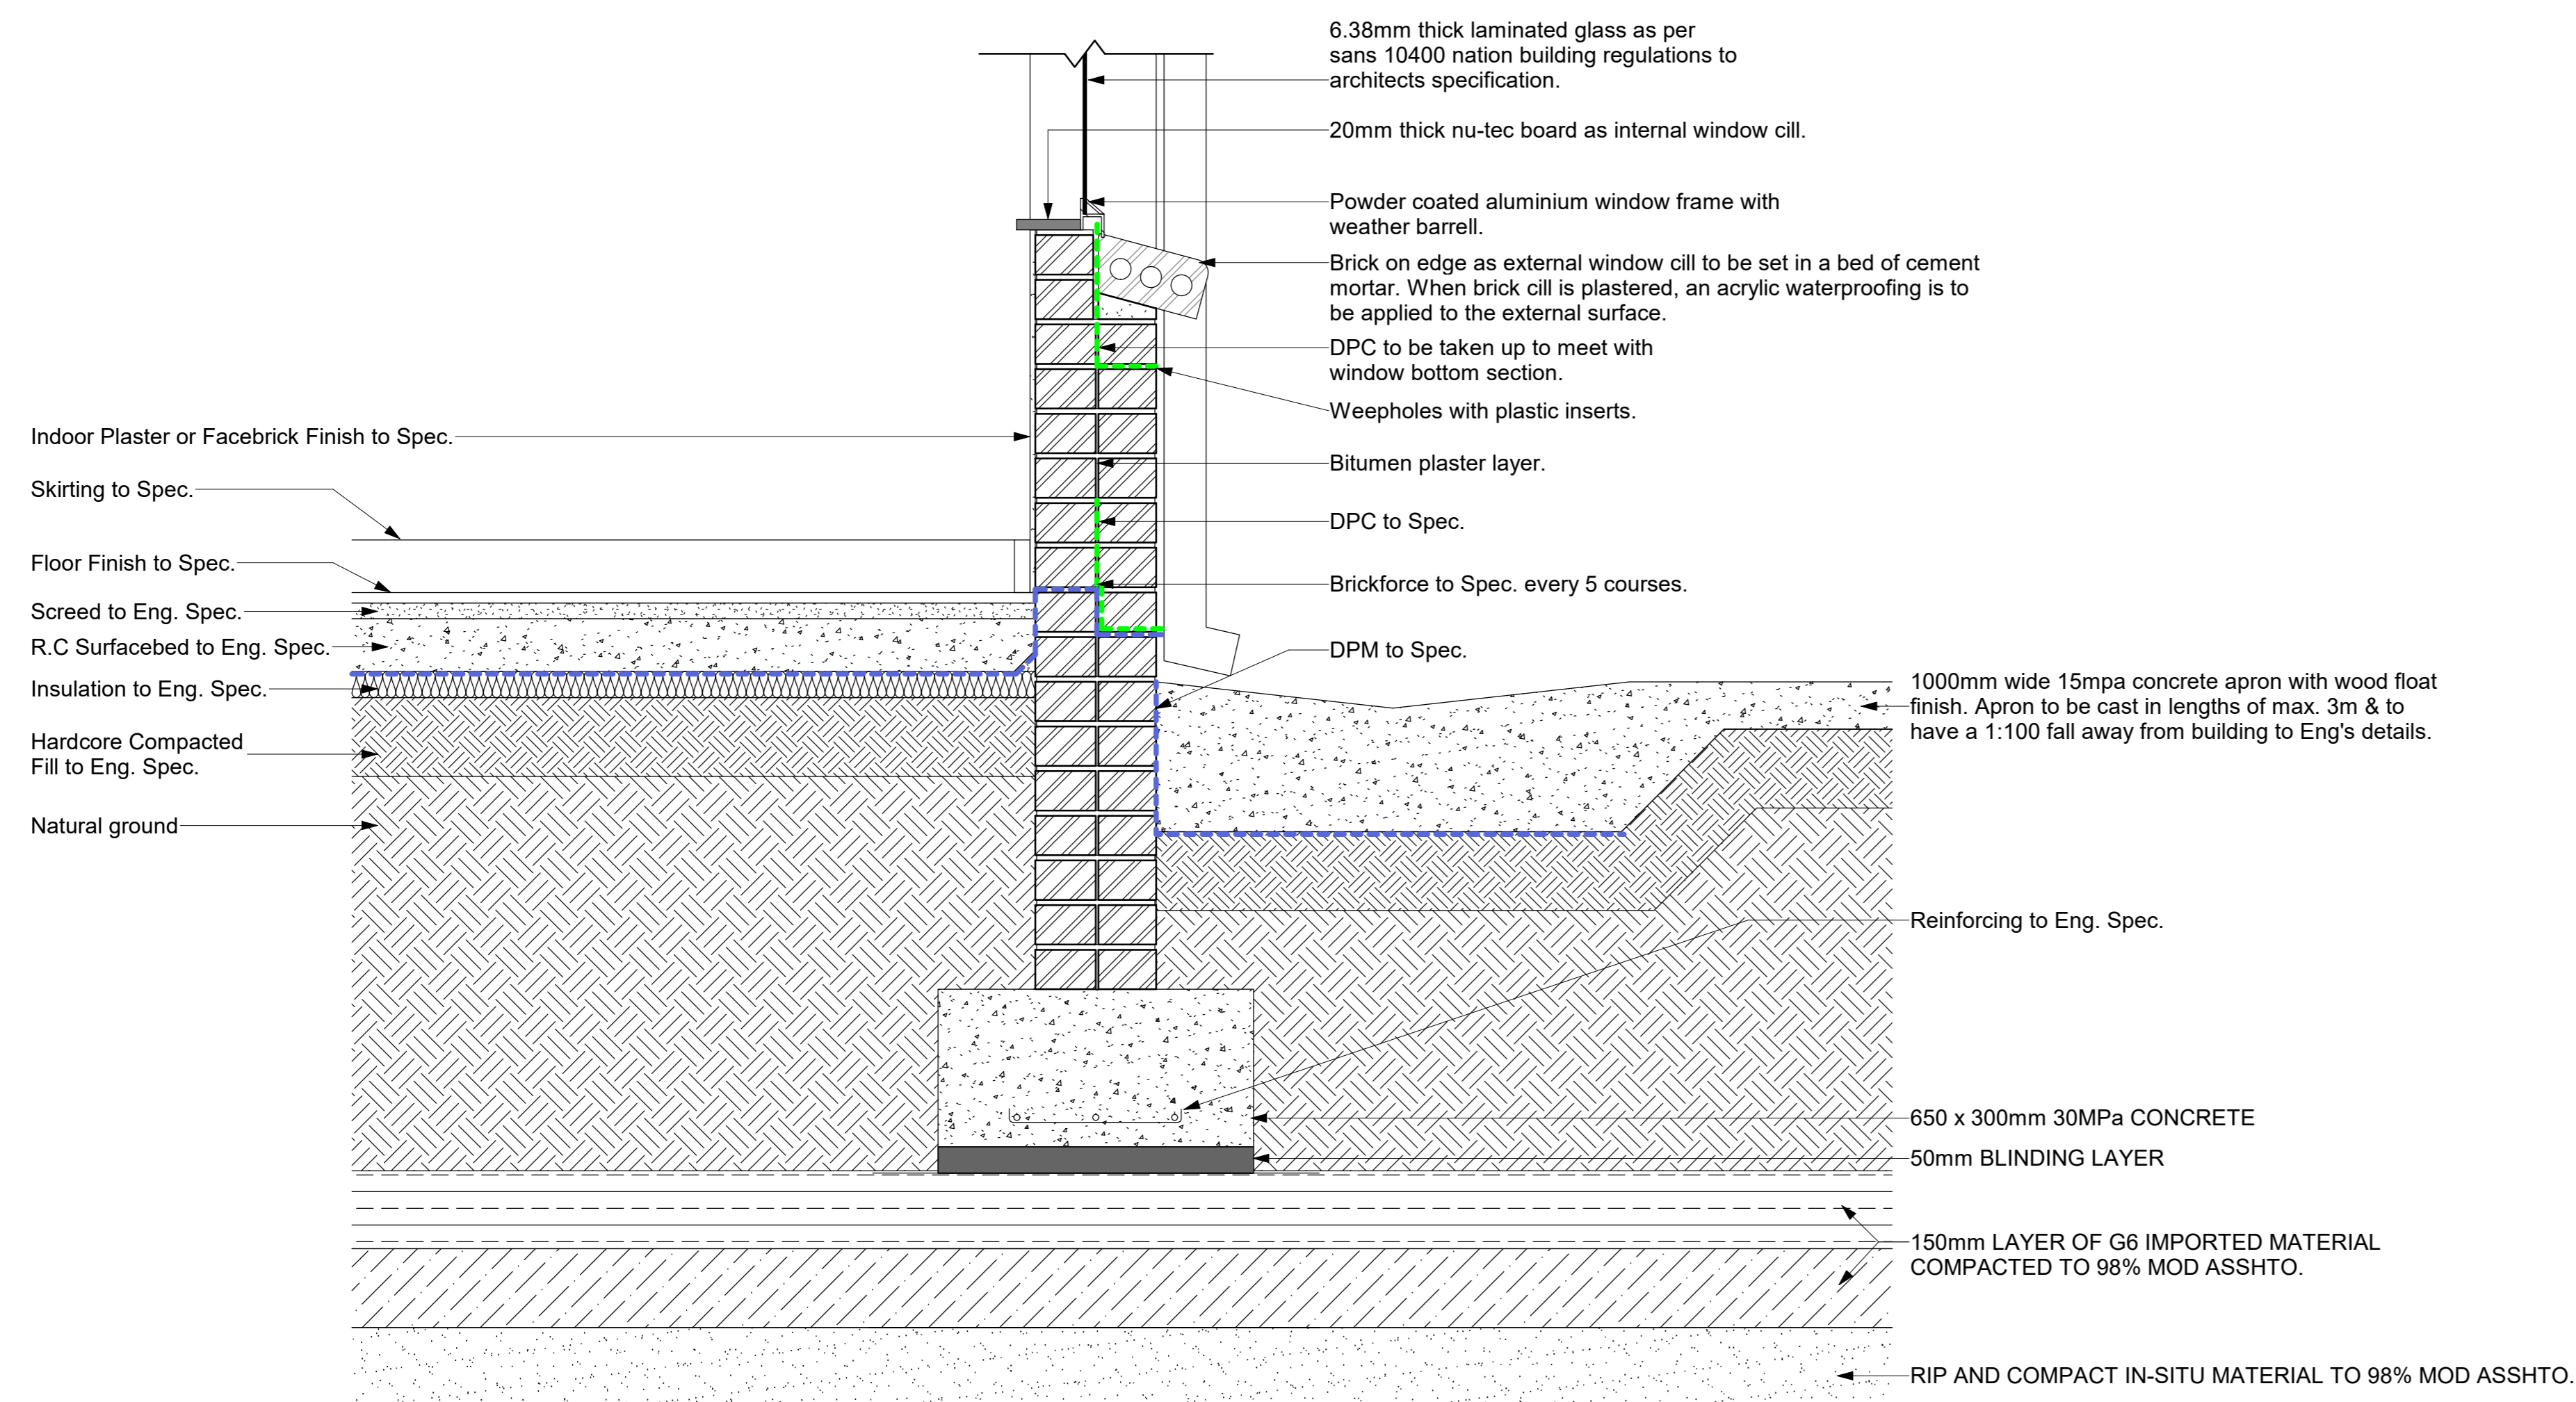 6.38mm thick laminated glass as per
sans 10400 nation building regulations to
architects specification.
20mm thick nu-tec board as internal window cill.
Powder coated aluminium window frame with
weather barrell.
Brick on edge as external window cill to be set in a bed of cement
mortar. When brick cill is plastered, an acrylic waterproofing is to
be applied to the external surface.
DPC to be taken up to meet with
window bottom section.
Weepholes with plastic inserts.
Indoor Plaster or Facebrick Finish to Spec.
Bitumen plaster layer.
Skirting to Spec.
DPC to Spec.
Floor Finish to Spec.
Brickforce to Spec. every 5 courses.
Screed to Eng. Spec.
R.C Surfacebed to Eng. Spec.
DPM to Spec.
Insulation to Eng. Spec.
1000mm wide 15mpa concrete apron with wood float
finish. Apron to be cast in lengths of max. 3m & to
have a 1:100 fall away from building to Eng's details.
Hardcore Compacted
Fill to Eng. Spec.
Natural ground
Reinforcing to Eng. Spec.
650 x 300mm 30MPa CONCRETE
50mm BLINDING LAYER
150mm LAYER OF G6 IMPORTED MATERIAL
COMPACTED TO 98% MOD ASSHTO.
RIP AND COMPACT IN-SITU MATERIAL TO 98% MOD ASSHTO.